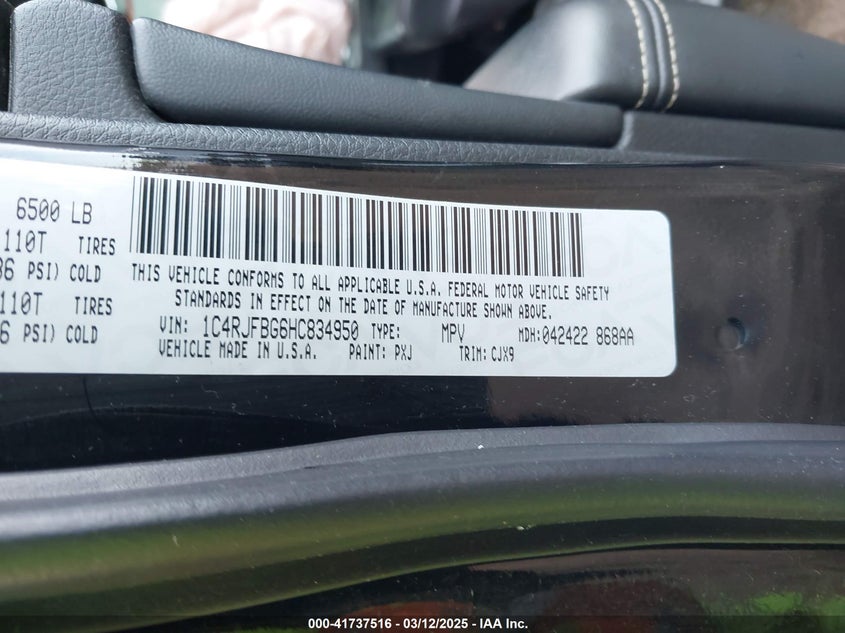 6500 LB
110T TIRES
36 PSI) COLD
110T TIRES
6 PSI) COLD
THIS VEHICLE CONFORMS TO ALL APPLICABLE U.S.A. FEDERAL MOTOR VEHICLE SAFETY
STANDARDS IN EFFECT ON THE DATE OF MANUFACTURE SHOWN ABOVE.
VIN: 1C4RJFBG6HC834950 TYPE: MPV MDH:042422 868AA
VEHICLE MADE IN U.S.A. PAINT: PXJ TRIM: CJX9
000-41737516 - 03/12/2025 - IAA Inc.